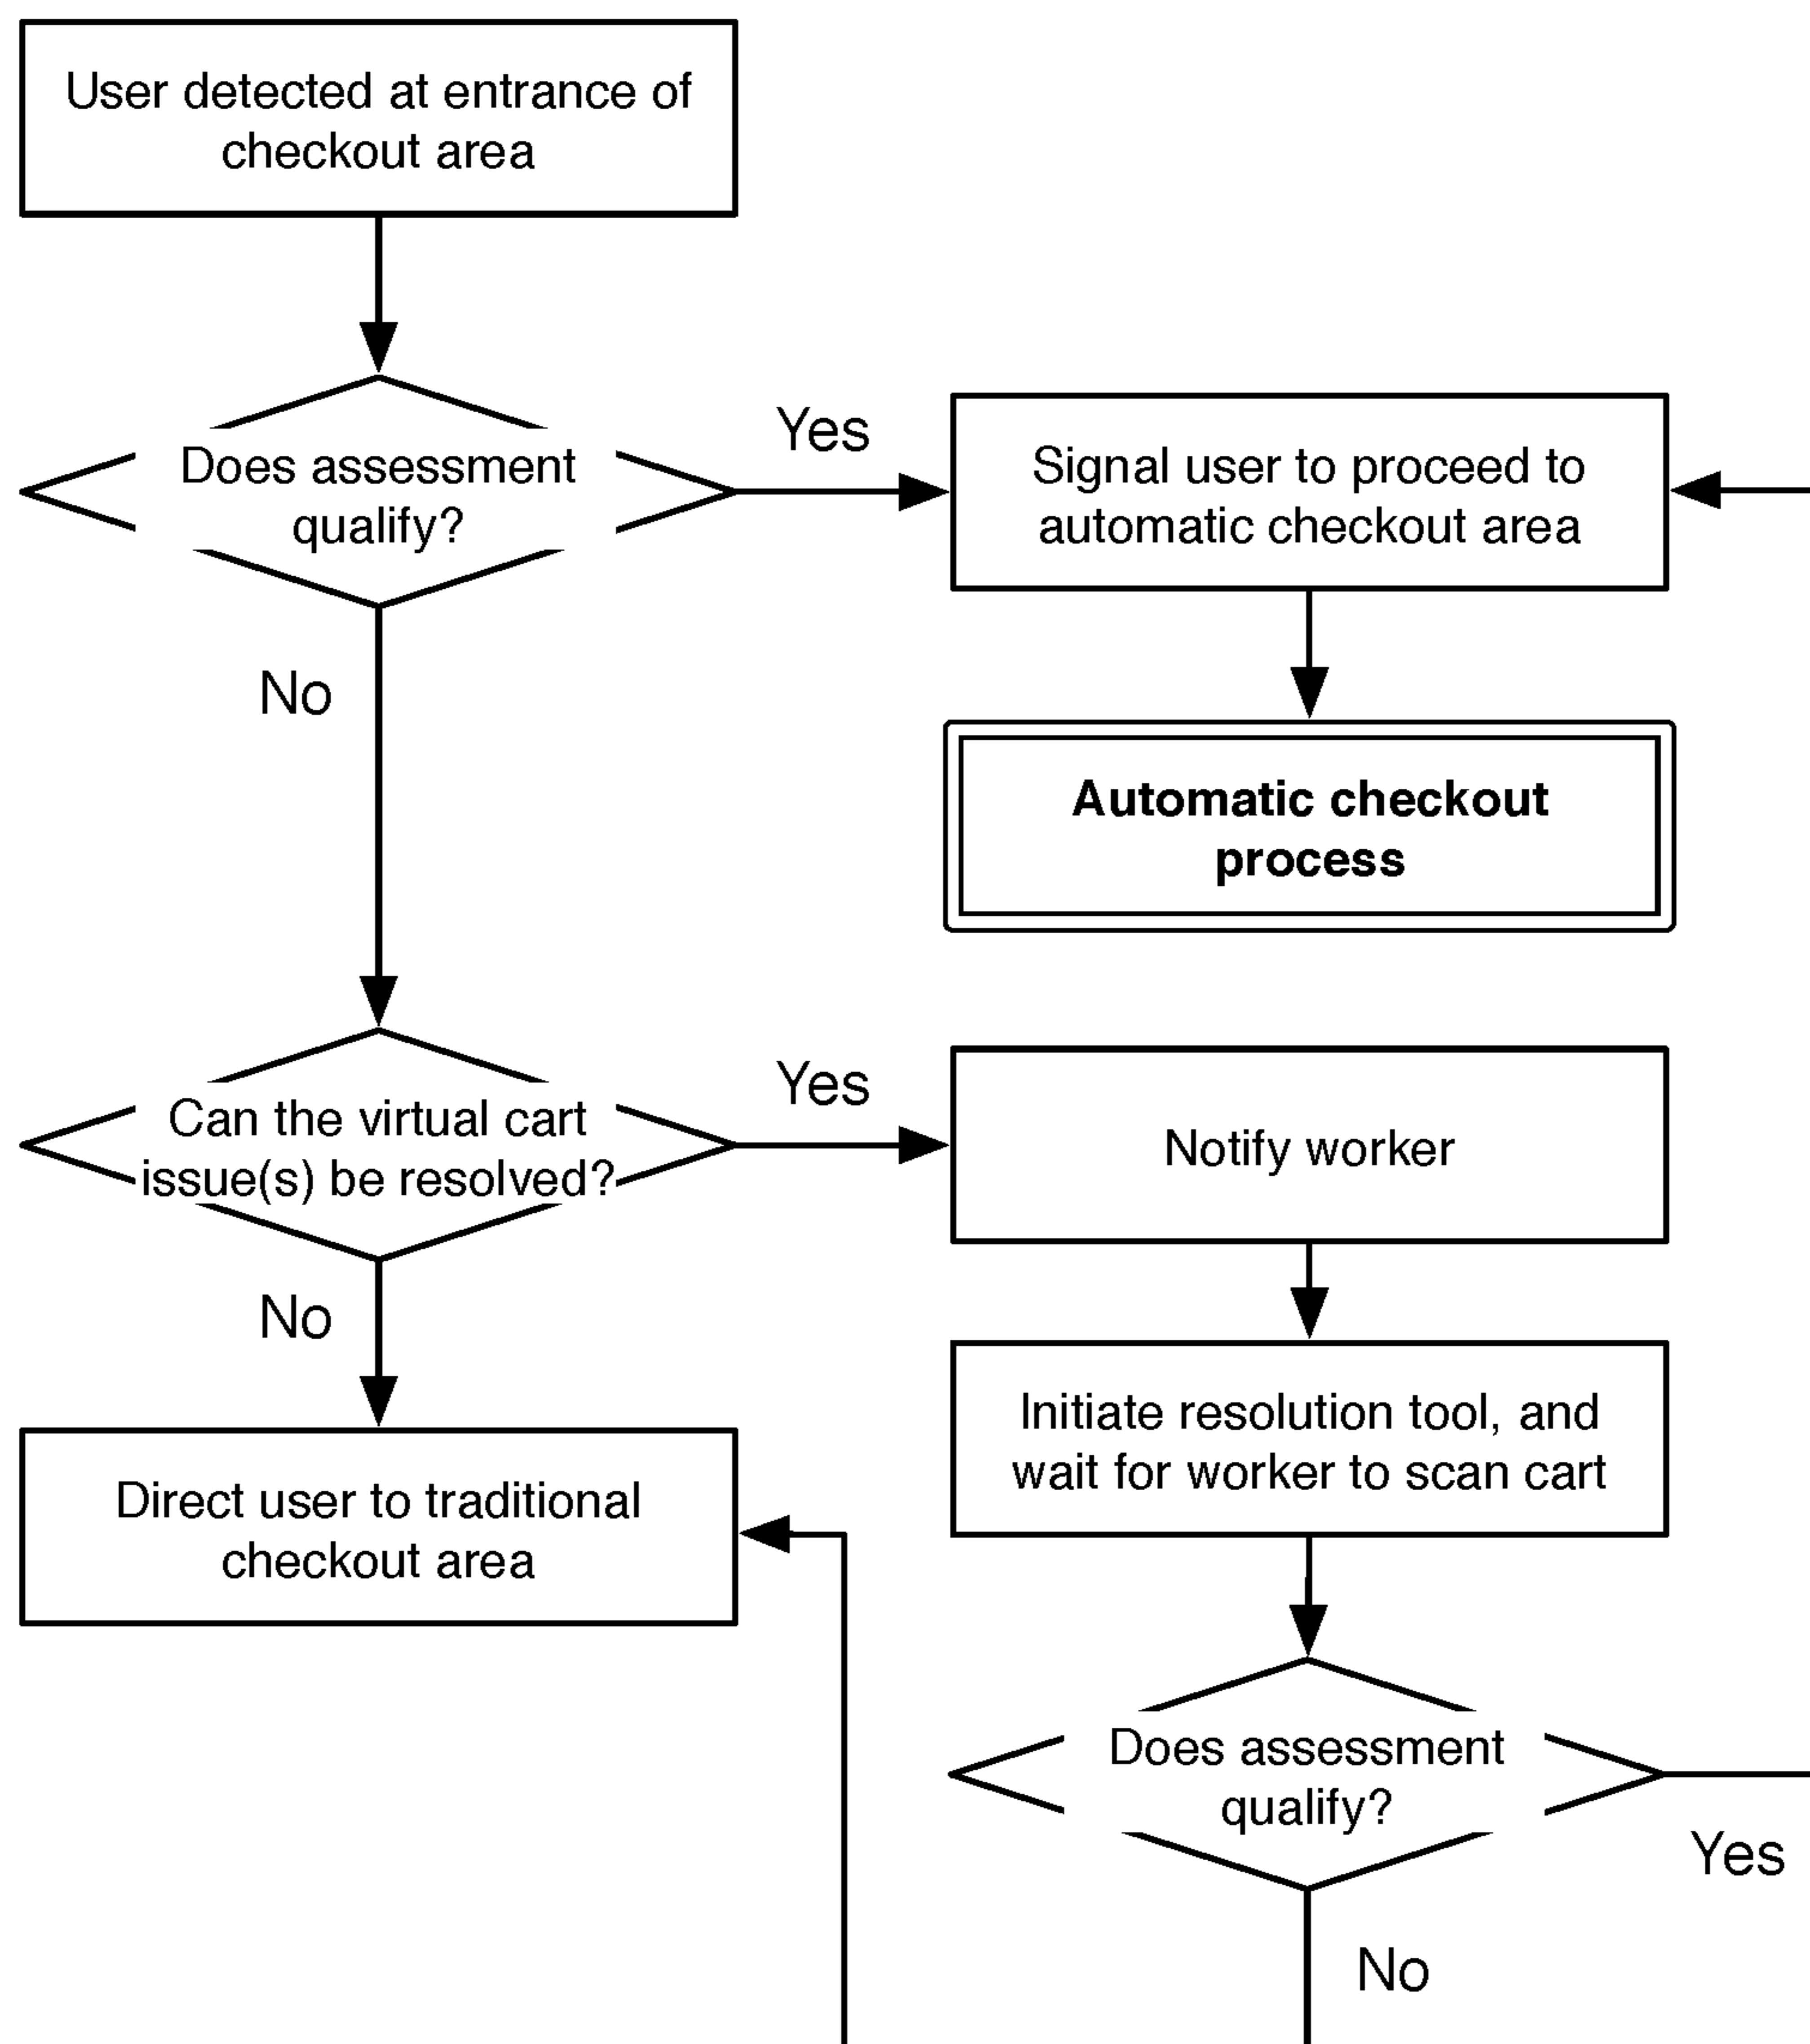 User detected at entrance of
checkout area
Does assessment
qualify?
Yes
Signal user to proceed to
automatic checkout area
No
Automatic checkout
process
Can the virtual cart
issue(s) be resolved?
Yes
Notify worker
No
Initiate resolution tool, and
wait for worker to scan cart
Direct user to traditional
checkout area
Does assessment
qualify?
Yes
No